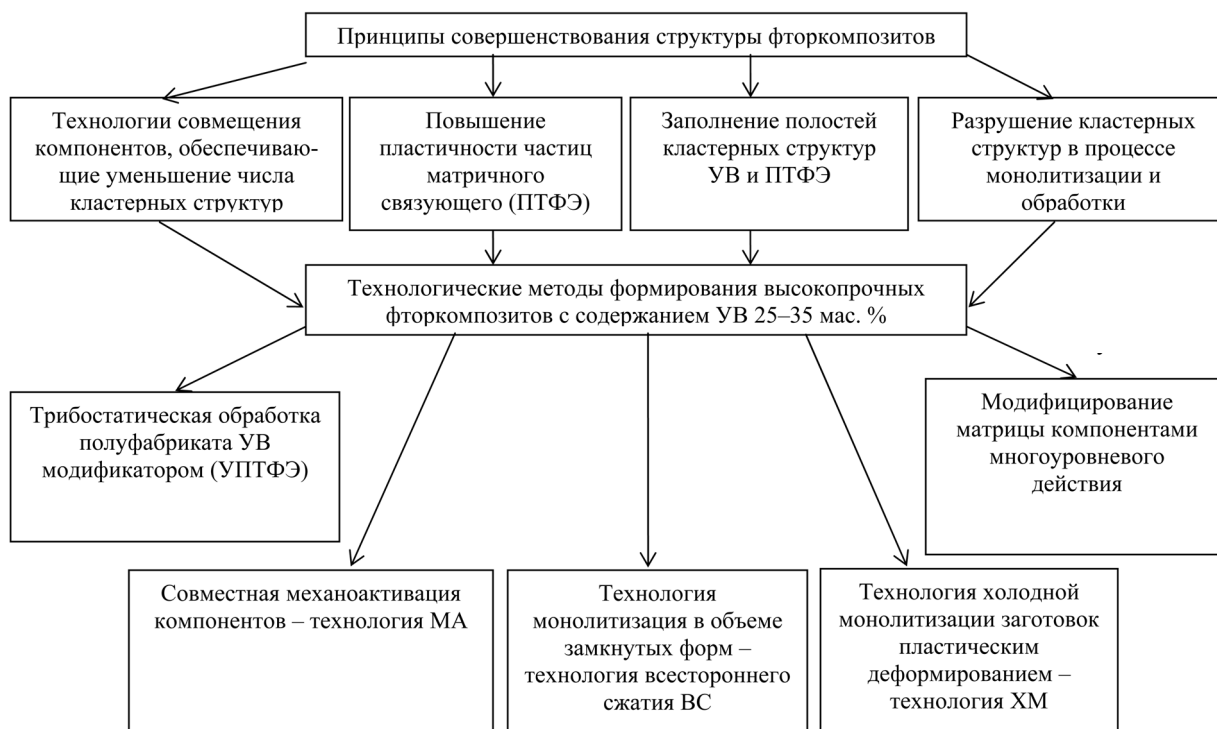 Принципы совершенствования структуры фторкомпозитов
Технологии совмещения
компонентов, обеспечиваю-
щие уменьшение числа
кластерных структур
Повышение
пластичности частиц
матричного
связующего (ПТФЭ)
Заполнение полостей
кластерных структур
УВ и ПТФЭ
Разрушение кластерных
структур в процессе
монолитизации и
обработки
Технологические методы формирования высокопрочных
фторкомпозитов с содержанием УВ 25–35 мас. %
Трибостатическая обработка
полуфабриката УВ
модификатором (УПТФЭ)
Модифицирование
матрицы компонентами
многоуровневого
действия
Совместная механоактивация
компонентов – технология МА
Технология
монолитизация в объеме
замкнутых форм –
технология всестороннего
сжатия ВС
Технология холодной
монолитизации заготовок
пластическим
деформированием –
технология ХМ